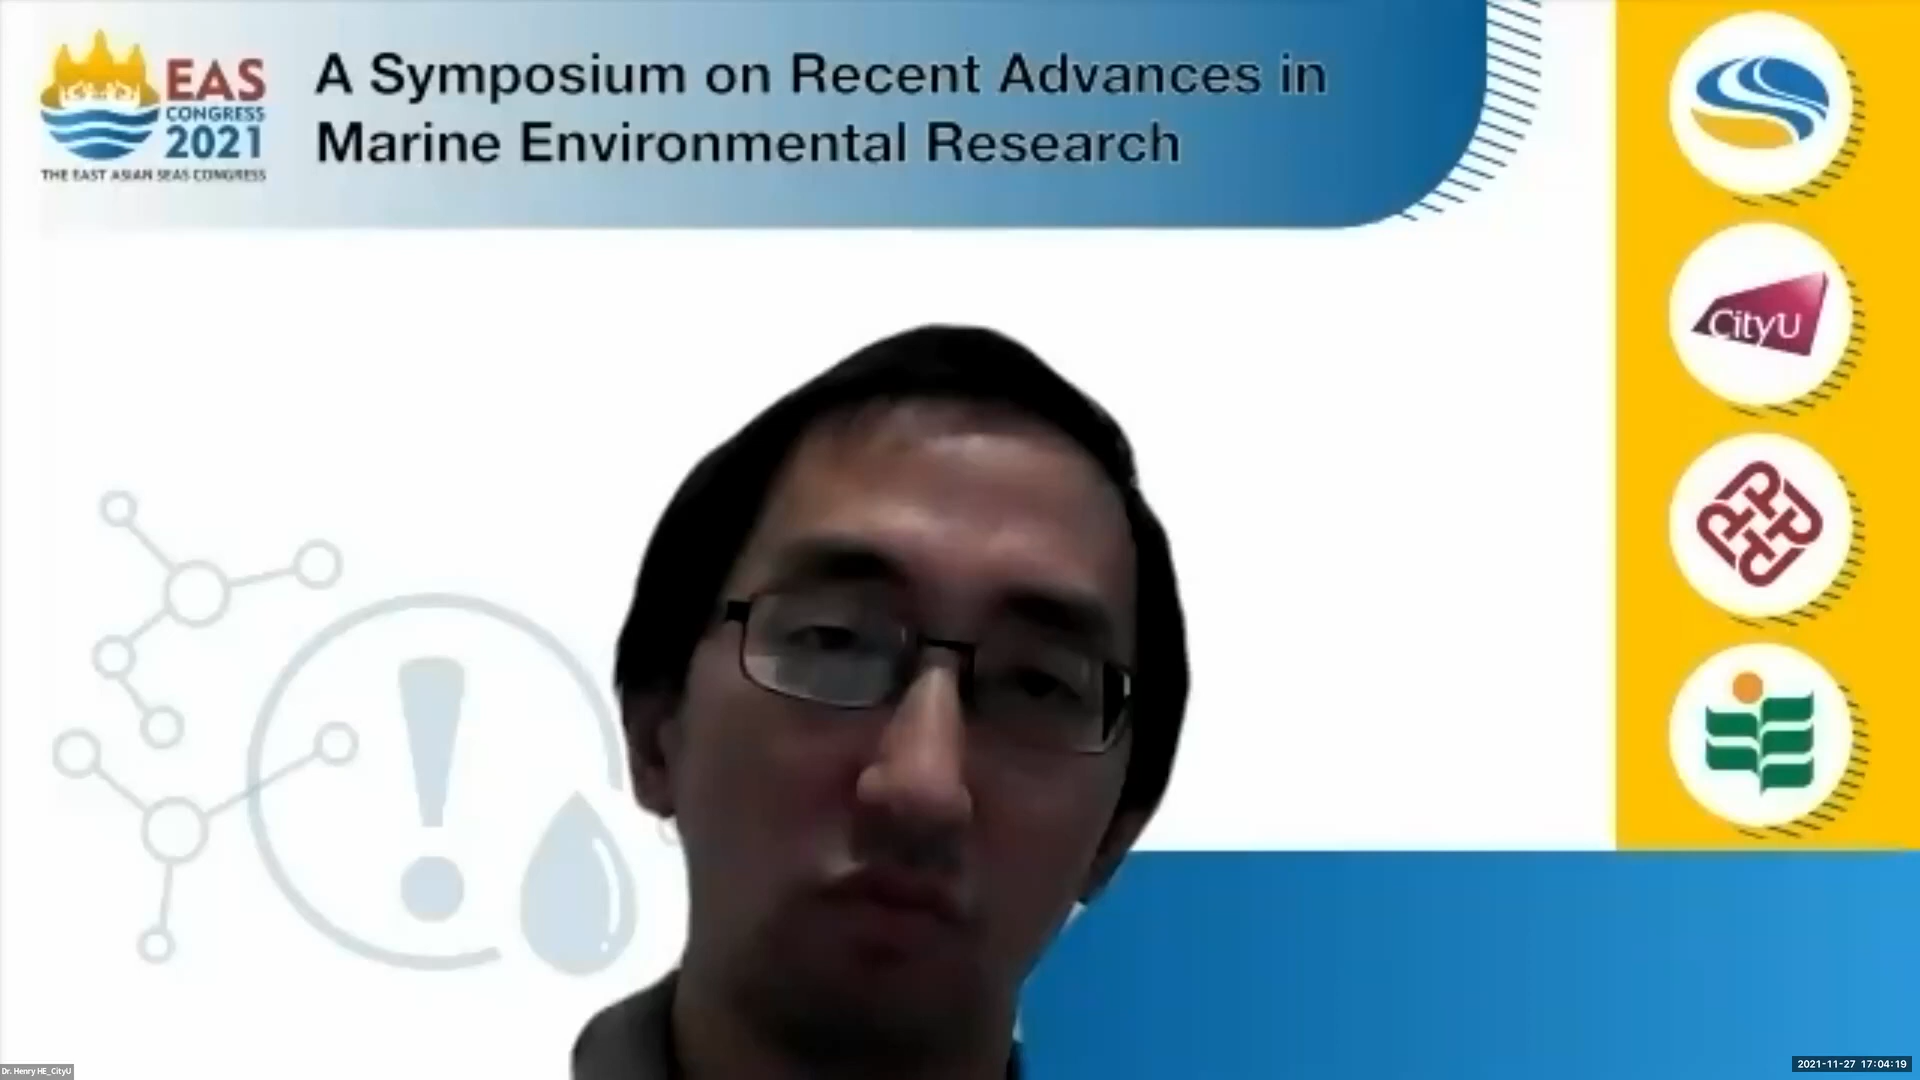 EAS
CONGRESS
2021
THE EAST ASIAN SEAS CONGRESS
A Symposium on Recent Advances in
Marine Environmental Research
CityU
Dr. Henry HE_CityU
2021-11-27 17:04:19